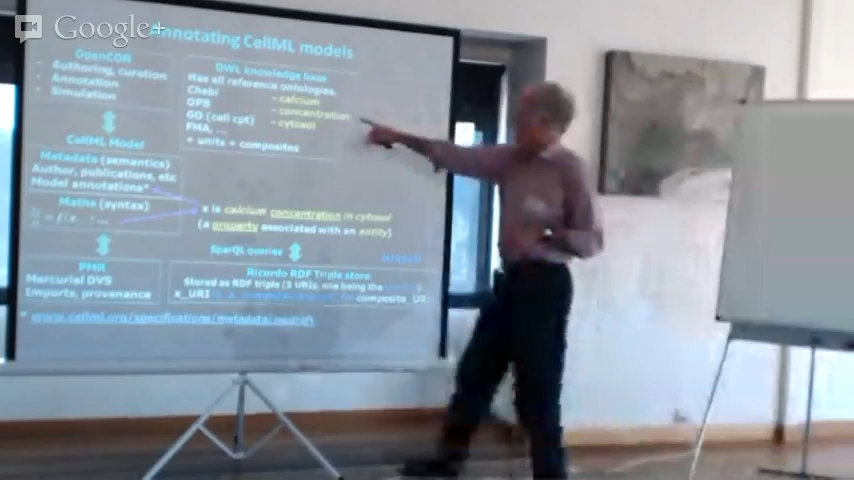 Google+
Annotating CellML models
OpenCOR
• Authoring, curation
• Annotation
• Simulation
OWL knowledge base
Has all reference ontologies.
Chebi - calcium
OPB - concentration
GO (cell cpt) - cytosol
FMA, ...
+ units + composites
CellML Model
Metadata (semantics)
Author, publications, etc
Model annotations*
Maths (syntax)
x is calcium concentration in cytosol
(a property associated with an entity)
SparQL queries
PMR
Mercurial DVS
Imports, provenance
Ricordo RDF Triple store
Stored as RDF triple (3 URIs, mie being the
x_URI
* www.cellml.org/specifications/metadata/